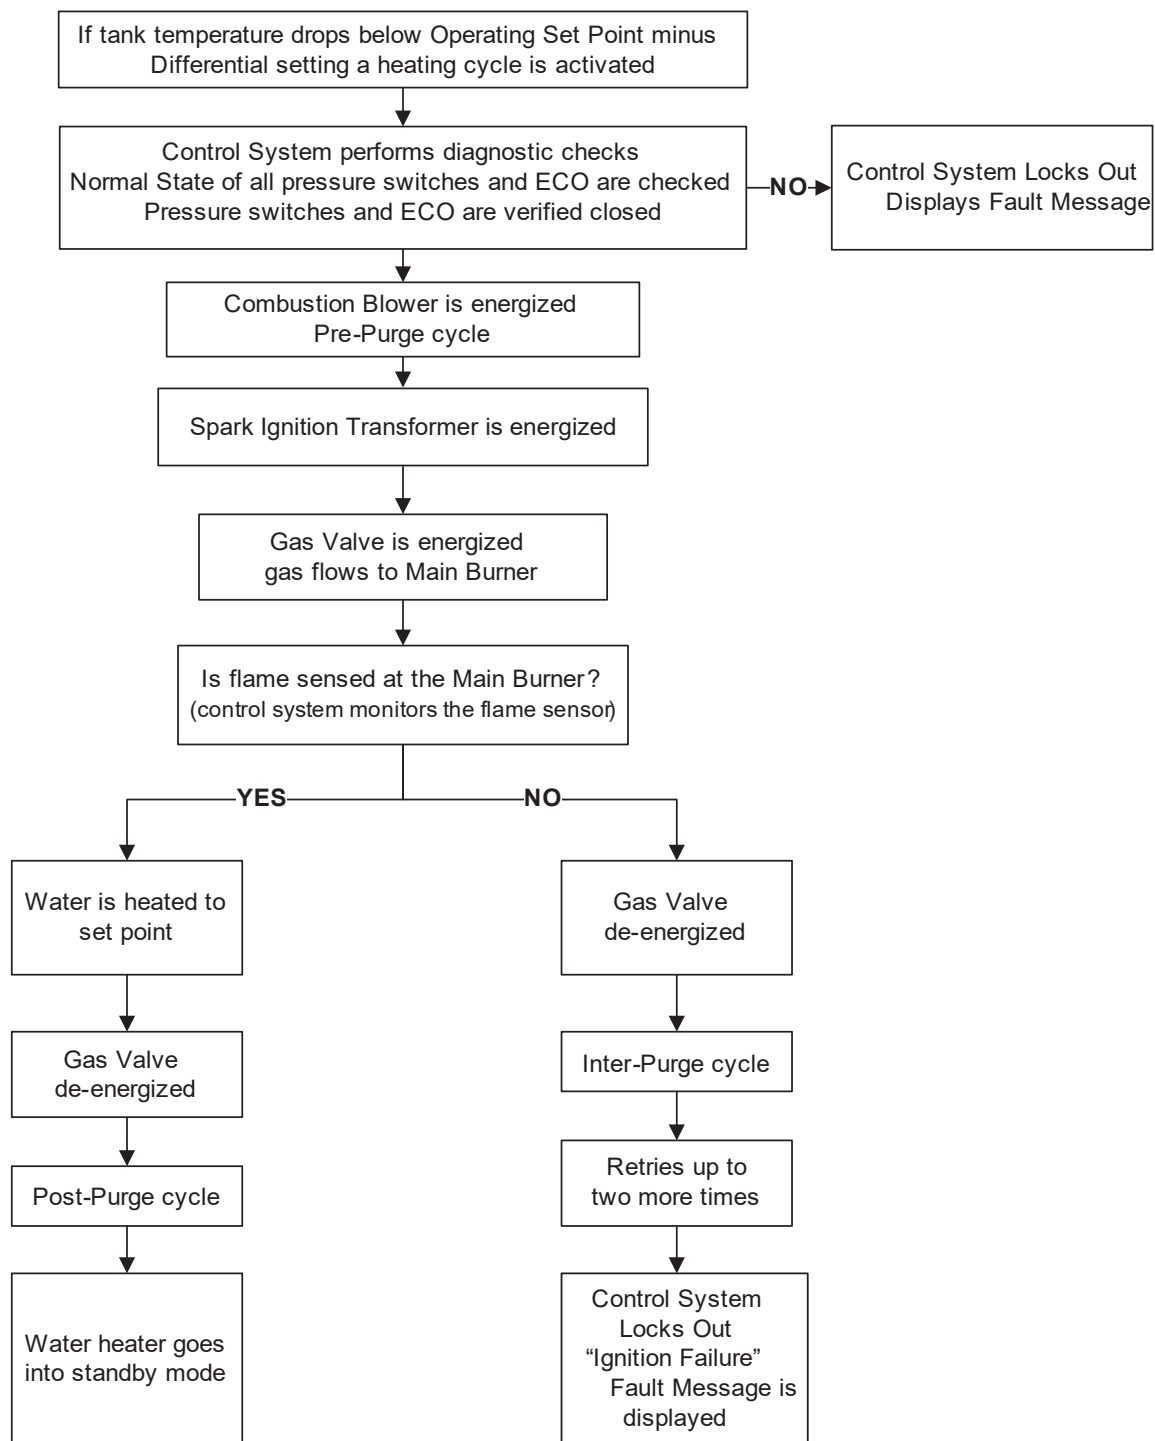 If tank temperature drops below Operating Set Point minus
Differential setting a heating cycle is activated
Control System performs diagnostic checks
Normal State of all pressure switches and ECO are checked
Pressure switches and ECO are verified closed
NO
Control System Locks Out
Displays Fault Message
Combustion Blower is energized
Pre-Purge cycle
Spark Ignition Transformer is energized
Gas Valve is energized
gas flows to Main Burner
Is flame sensed at the Main Burner?
(control system monitors the flame sensor)
YES
NO
Water is heated to
set point
Gas Valve
de-energized
Post-Purge cycle
Water heater goes
into standby mode
Gas Valve
de-energized
Inter-Purge cycle
Retries up to
two more times
Control System
Locks Out
“Ignition Failure”
Fault Message is
displayed